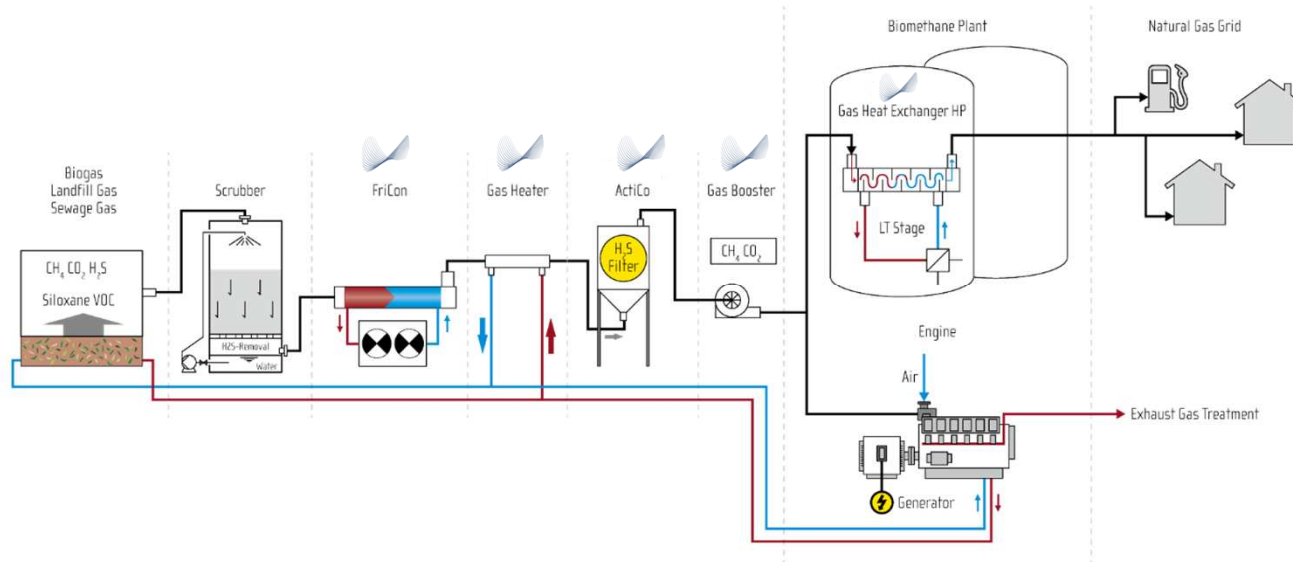 Biomethane Plant
Natural Gas Grid
Gas Heat Exchanger HP
LT Stage
Biogas
Landfill Gas
Sewage Gas
Scrubber
FriCon
Gas Heater
ActiCo
Gas Booster
CH₄ CO₂ H₂S
Siloxane VOC
H2S-Removal
Water
H₂S
Filter
CH₄ CO₂
Engine
Air
Exhaust Gas Treatment
Generator